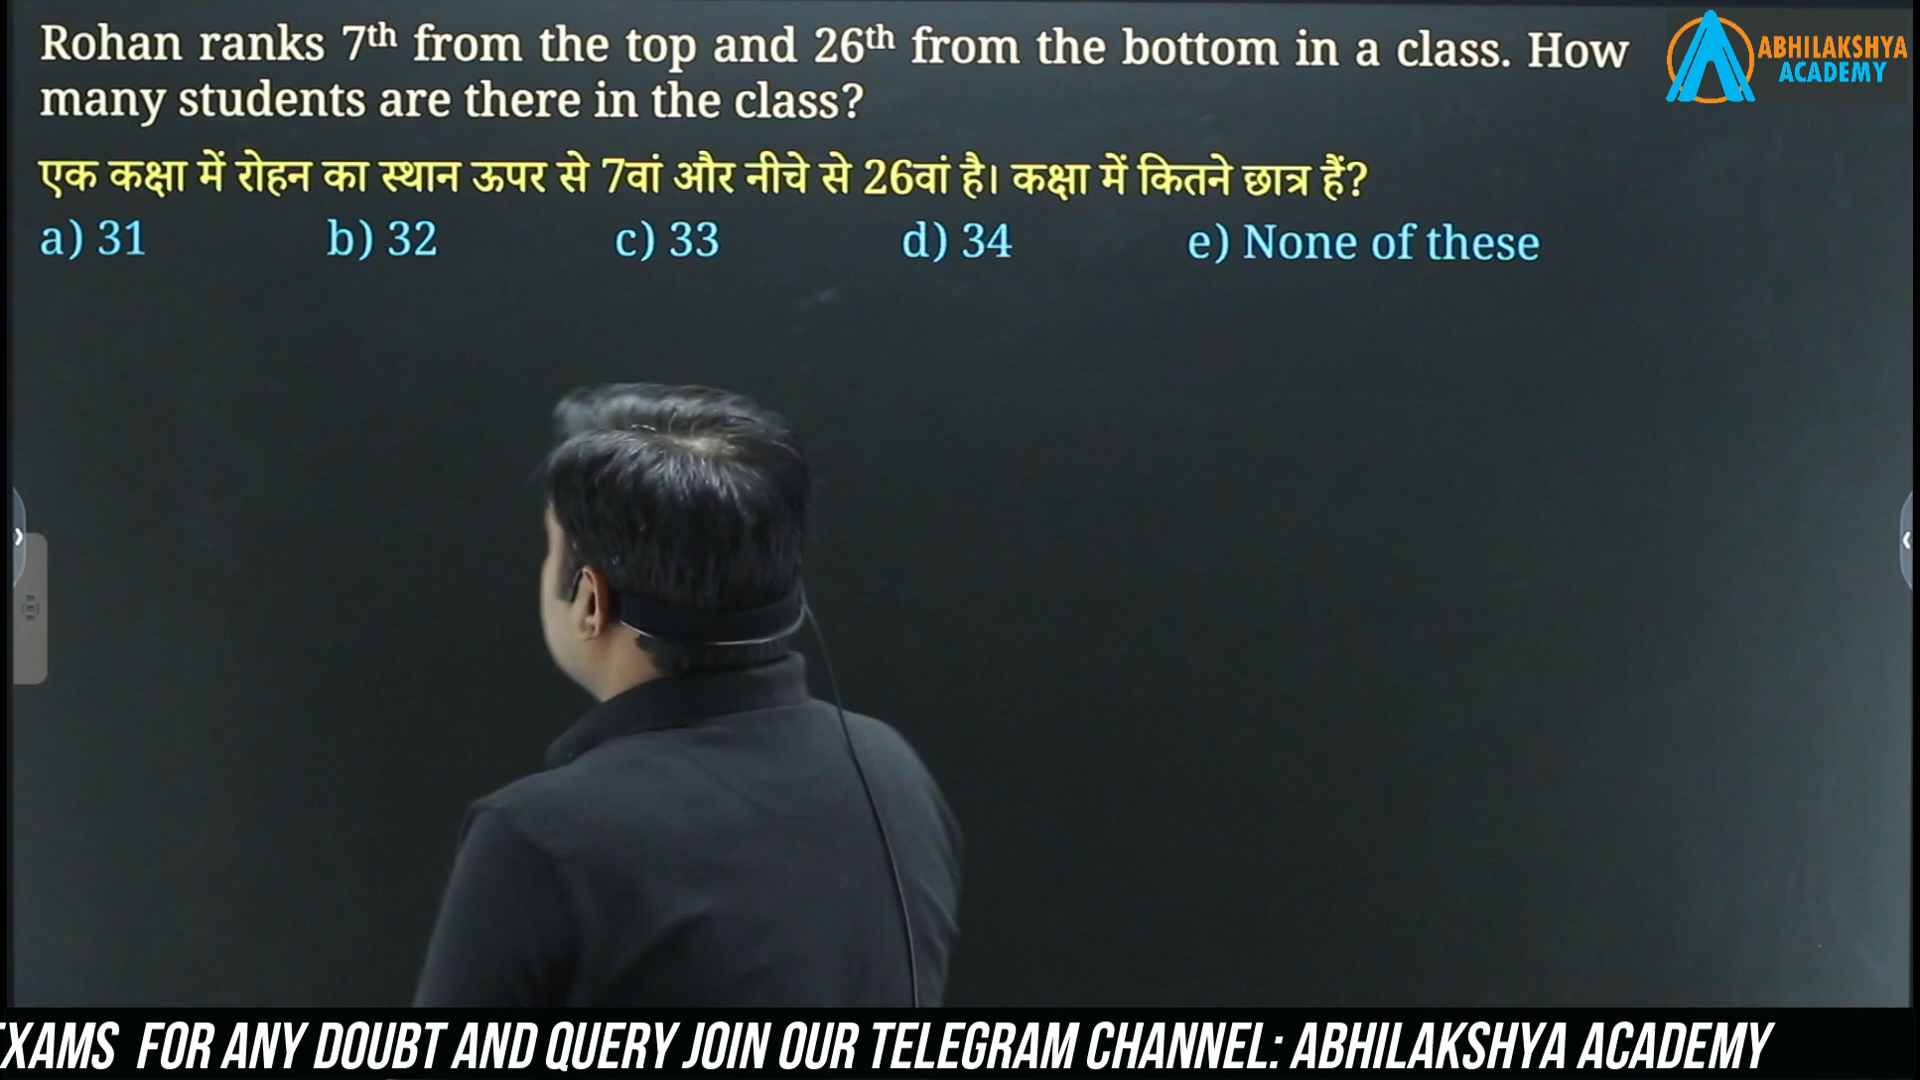 Rohan ranks 7th from the top and 26th from the bottom in a class. How
many students are there in the class?
ABHILAKSHYA
ACADEMY
एक कक्षा में रोहन का स्थान ऊपर से 7वां और नीचे से 26वां है। कक्षा में कितने छात्र हैं?
a) 31 b) 32 c) 33 d) 34 e) None of these
XAMS FOR ANY DOUBT AND QUERY JOIN OUR TELEGRAM CHANNEL: ABHILAKSHYA ACADEMY